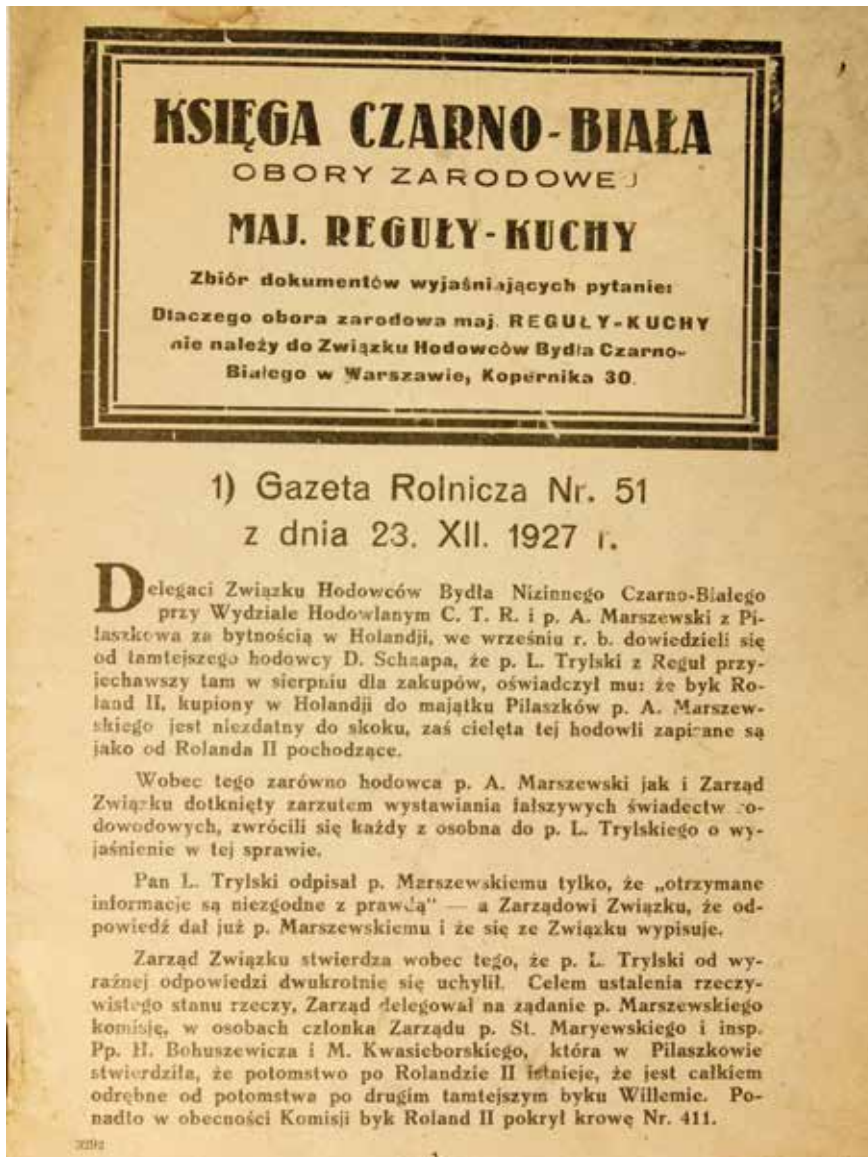 KSIĘGA CZARNO-BIAŁA
OBORY ZARODOWEJ
MAJ. REGUŁY-KUCHY
Zbiór dokumentów wyjaśniających pytanie:
Dlaczego obora zarodowa maj. REGUŁY-KUCHY
nie należy do Związku Hodowców Bydła Czarno-
Białego w Warszawie, Kopernika 30.
1) Gazeta Rolnicza Nr. 51
z dnia 23. XII. 1927 r.
Delegaci Związku Hodowców Bydła Nizinnego Czarno-Białego
przy Wydziale Hodowlanym C. T. R. i p. A. Marszewski z Pi-
laszkowa za bytnością w Holandji, we wrześniu r. b. dowiedzieli się
od tamtejszego hodowcy D. Schaapa, że p. L. Trylski z Reguł przy-
jechawszy tam w sierpniu dla zakupów, oświadczył mu: że byk Ro-
land II, kupiony w Holandji do majątku Pilaszków p. A. Marszew-
skiego jest niezdatny do skoku, zaś cielęta tej hodowli zapisane są
jako od Rolanda II pochodzące.
Wobec tego zarówno hodowca p. A. Marszewski jak i Zarząd
Związku dotknięty zarzutem wystawiania fałszywych świadectw ro-
dowodowych, zwrócili się każdy z osobna do p. L. Trylskiego o wy-
jaśnienie w tej sprawie.
Pan L. Trylski odpisał p. Marszewskiemu tylko, że „otrzymane
informacje są niezgodne z prawdą" — a Zarządowi Związku, że od-
powiedź dał już p. Marszewskiemu i że się ze Związku wypisuje.
Zarząd Związku stwierdza wobec tego, że p. L. Trylski od wy-
raźnej odpowiedzi dwukrotnie się uchylił. Celem ustalenia rzeczy-
wistego stanu rzeczy, Zarząd delegował na żądanie p. Marszewskiego
komisję, w osobach członka Zarządu p. St. Maryewskiego i insp.
Pp. H. Bohuszewicza i M. Kwasieborskiego, która w Pilaszkowie
stwierdziła, że potomstwo po Rolandzie II istnieje, że jest całkiem
odrębne od potomstwa po drugim tamtejszym byku Willemie. Po-
nadto w obecności Komisji byk Roland II pokrył krowę Nr. 411.
3292